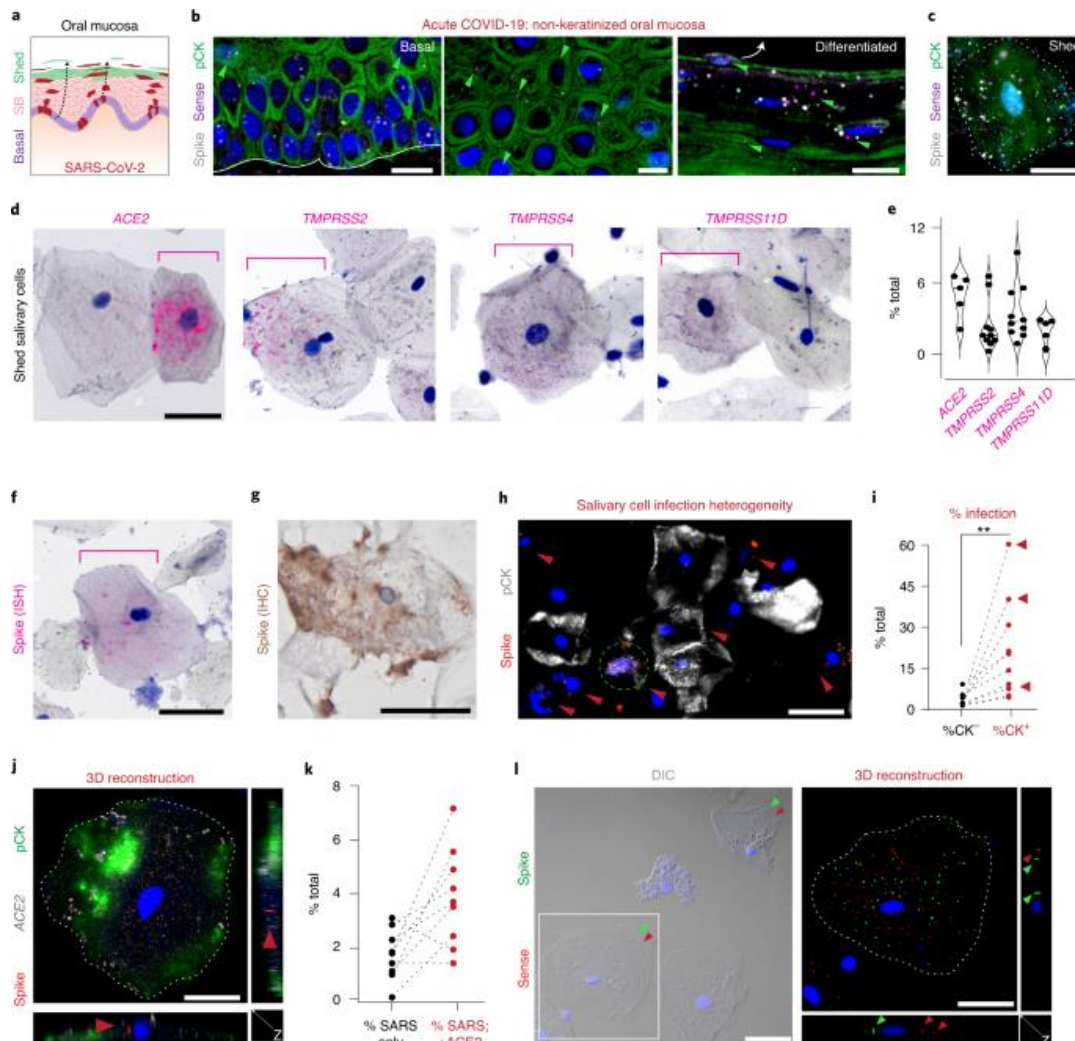 a
Oral mucosa
Shed
SB
Basal
SARS-CoV-2
b
Acute COVID-19: non-keratinized oral mucosa
Spike Sense pCK
Basal
Differentiated
c
Spike Sense pCK
Shed
d
ACE2
TMPRSS2
TMPRSS4
TMPRSS11D
Shed salivary cells
e
% total
12
6
0
ACE2
TMPRSS2
TMPRSS4
TMPRSS11D
f
Spike (ISH)
g
Spike (IHC)
h
Salivary cell infection heterogeneity
Spike pCK
i
% infection
**
% total
60
45
30
15
0
%CK−
%CK+
j
3D reconstruction
Spike ACE2 pCK
Z
k
% total
8
6
4
2
0
% SARS
% SARS;
l
DIC
3D reconstruction
Sense Spike
Z